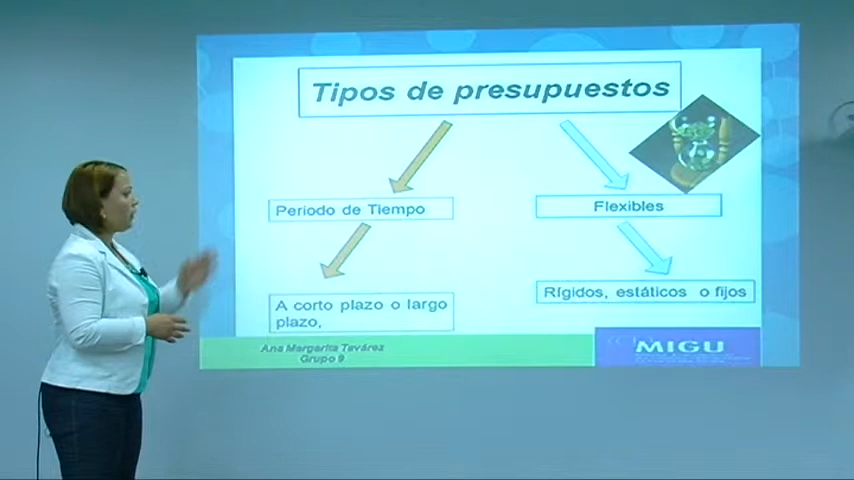 Tipos de presupuestos
Periodo de Tiempo
Flexibles
A corto plazo o largo
plazo,
Rígidos, estáticos o fijos
Ana Margarita Tavárez
Grupo 9
MIGU